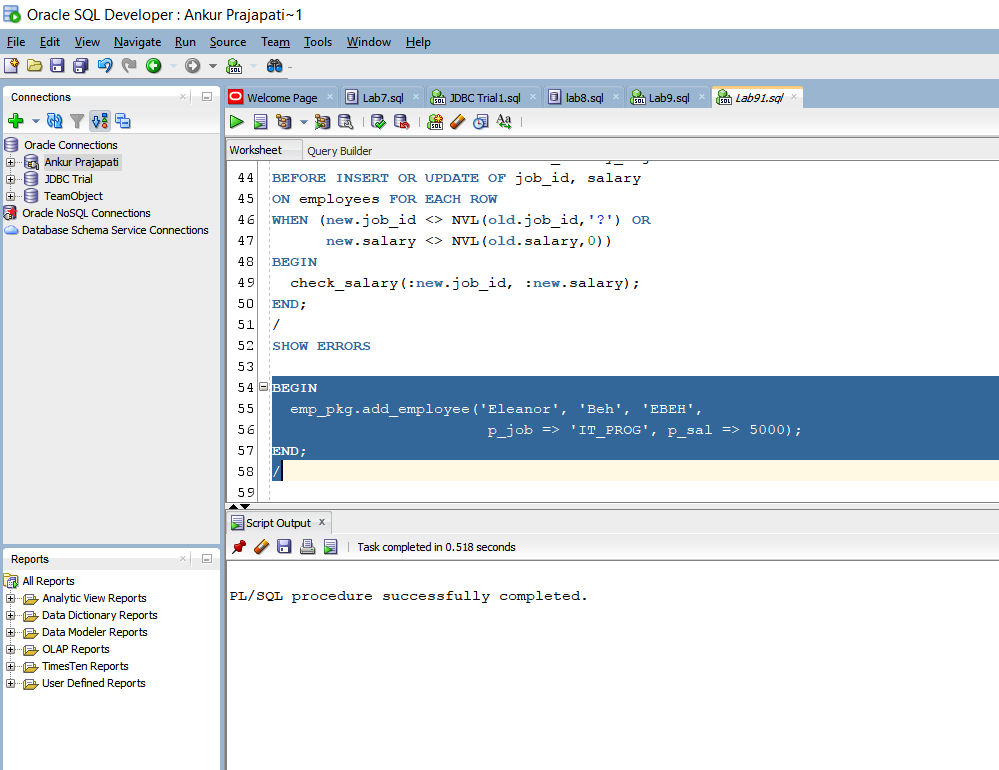 Oracle SQL Developer : Ankur Prajapati~1
File Edit View Navigate Run Source Team Tools Window Help
Connections
Oracle Connections
Ankur Prajapati
JDBC Trial
TeamObject
Oracle NoSQL Connections
Database Schema Service Connections
Reports
All Reports
Analytic View Reports
Data Dictionary Reports
Data Modeler Reports
OLAP Reports
TimesTen Reports
User Defined Reports
Welcome Page Lab7.sql JDBC Trial1.sql lab8.sql Lab9.sql Lab91.sql
Worksheet Query Builder
44 BEFORE INSERT OR UPDATE OF job_id, salary
45 ON employees FOR EACH ROW
46 WHEN (new.job_id <> NVL(old.job_id,'?') OR
47 new.salary <> NVL(old.salary,0))
48 BEGIN
49 check_salary(:new.job_id, :new.salary);
50 END;
51 /
52 SHOW ERRORS
53
54 BEGIN
55 emp_pkg.add_employee('Eleanor', 'Beh', 'EBEH',
56 p_job => 'IT_PROG', p_sal => 5000);
57 END;
58 /
59
Script Output x
Task completed in 0.518 seconds
PL/SQL procedure successfully completed.